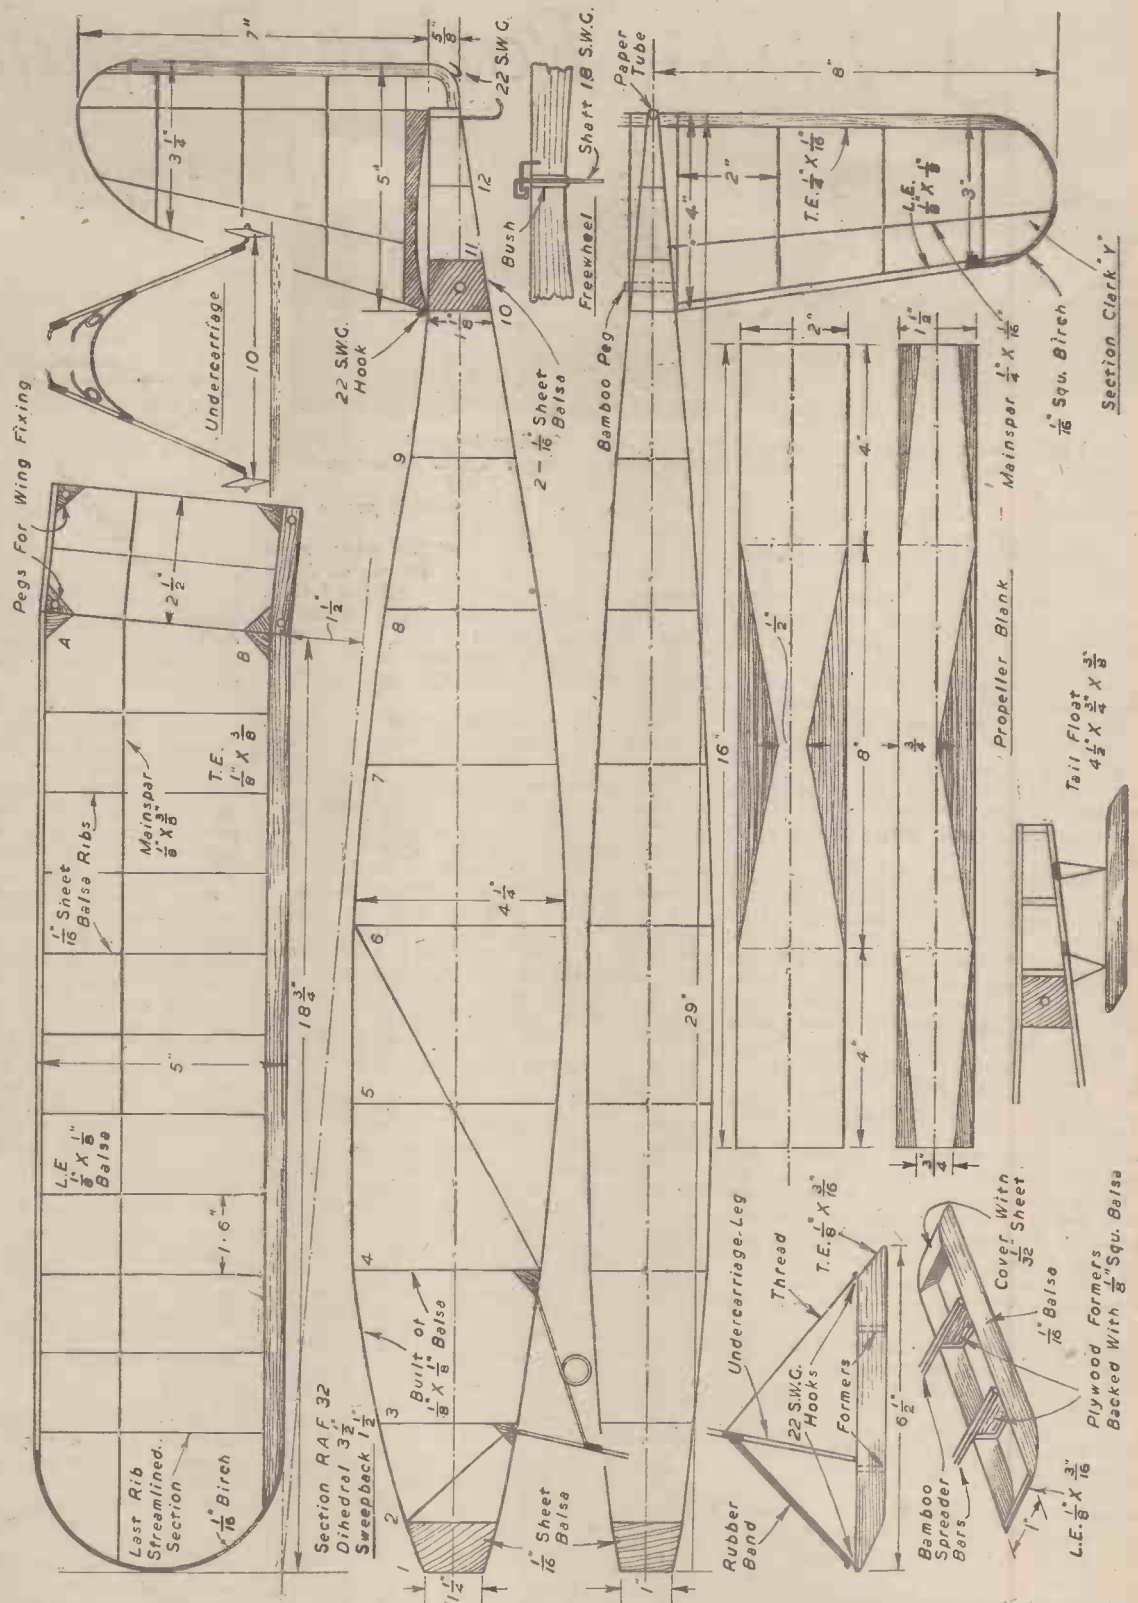 Pegs For Wing Fixing
A
B
2 1/2"
1 1/2"
1/16" Sheet
Balsa Ribs
Mainspar
1/8" X 3/8"
T.E.
1/8" X 3/8"
5"
18 3/4"
L.E
1/8" X 1/8"
Balsa
1·6"
Last Rib
Streamlined
Section
1/16" Birch
Section RAF 32
Dihedral 3 1/2"
Sweepback 1 1/2"
Undercarriage
10
7"
5/8"
22 S.W.G.
3 1/4"
5"
22 S.W.G.
Hook
1 1/8"
1
2
3
4
5
6
7
8
9
10
11
12
2 – 1/16" Sheet
Balsa
4 1/4"
Built of
1/8" X 1/8" Balsa
1/16" Sheet
Balsa
1 1/4"
Bush
Shaft 18 S.W.G.
Freewheel
Paper
Tube
8"
Bamboo Peg
4"
2"
T.E. 1/4" X 1/16"
L.E.
1/8" X 1/8"
3"
Mainspar 1/4" X 1/16"
1/16" Squ. Birch
Section Clark "Y"
29"
1"
16"
2"
1 1/2"
1/2"
4"
8"
4"
3/4
3/4"
Propeller Blank
Tail Float
4 1/2" X 3/4" X 3/8"
Undercarriage Leg
Thread
T.E. 1/8" X 3/16"
22 S.W.G.
Hooks
Formers
6 1/2"
Rubber
Band
Bamboo
Spreader
Bars
Cover With
1/32" Sheet
1/16" Balsa
Plywood Formers
Backed With 1/8" Squ. Balsa
1"
L.E. 1/8" X 3/16"